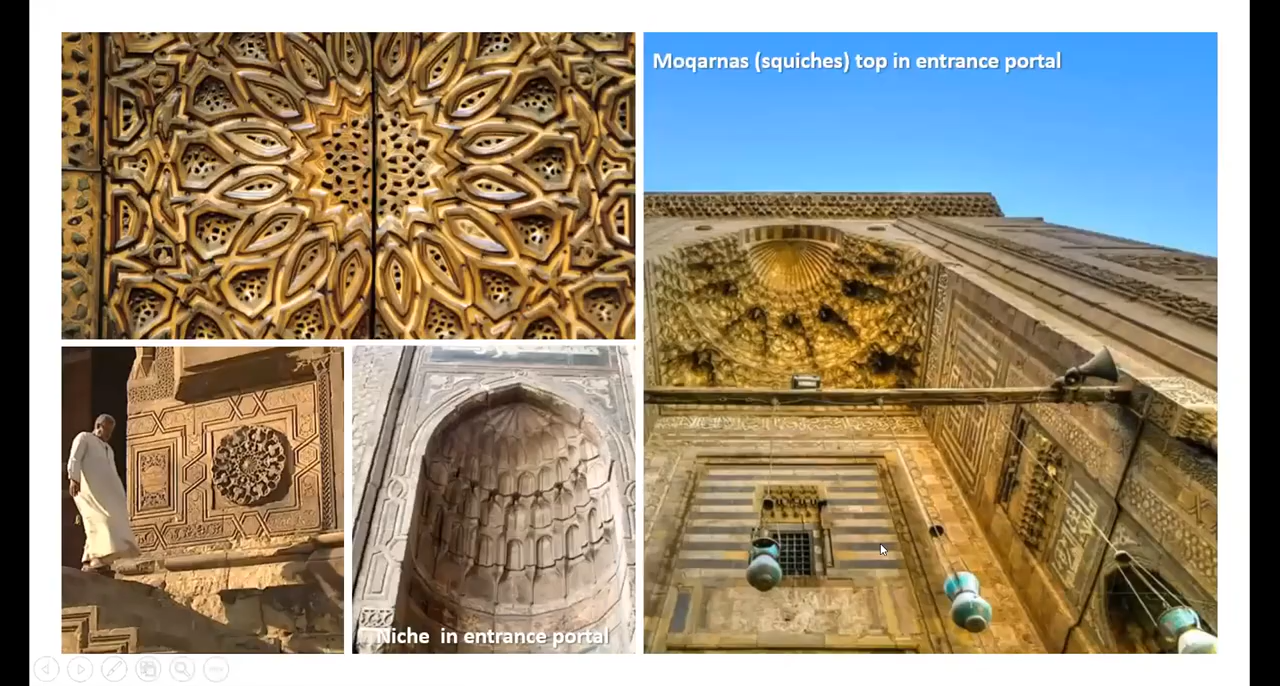 Moqarnas (squiches) top in entrance portal
Niche in entrance portal